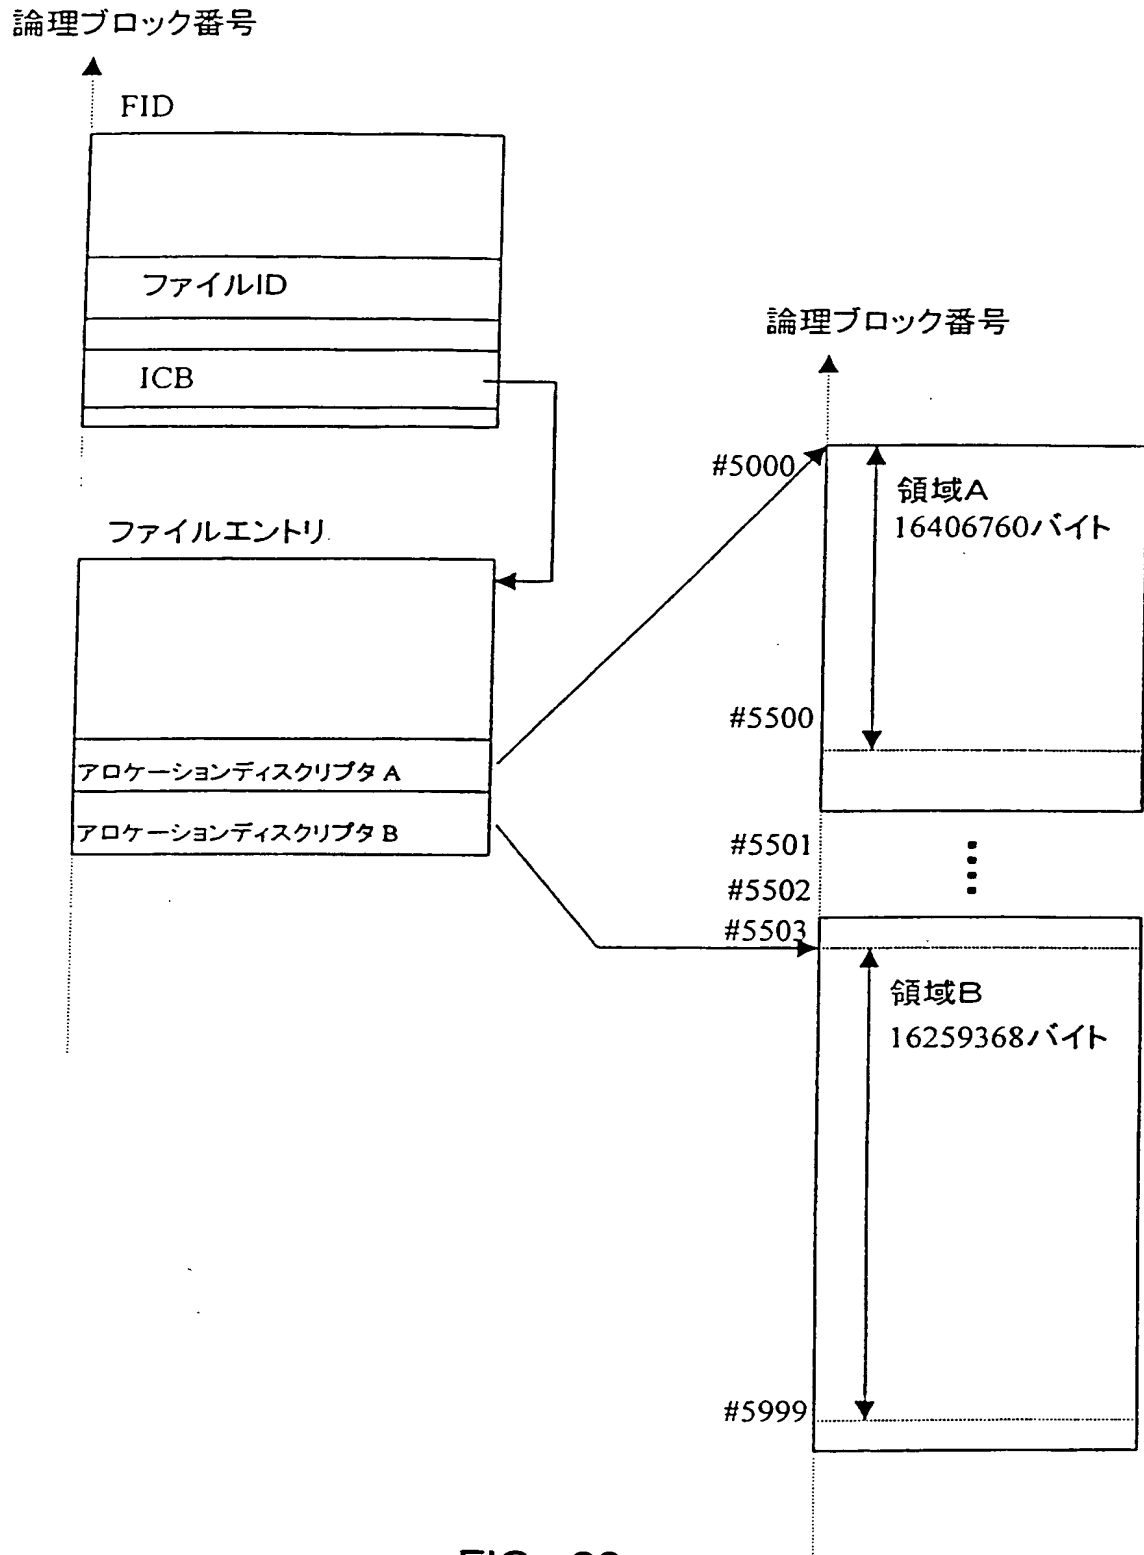 論理ブロック番号
FID
ファイルID
ICB
ファイルエントリ
アロケーションディスクリプタ A
アロケーションディスクリプタ B
論理ブロック番号
#5000
領域A
16406760バイト
#5500
#5501
#5502
#5503
領域B
16259368バイト
#5999